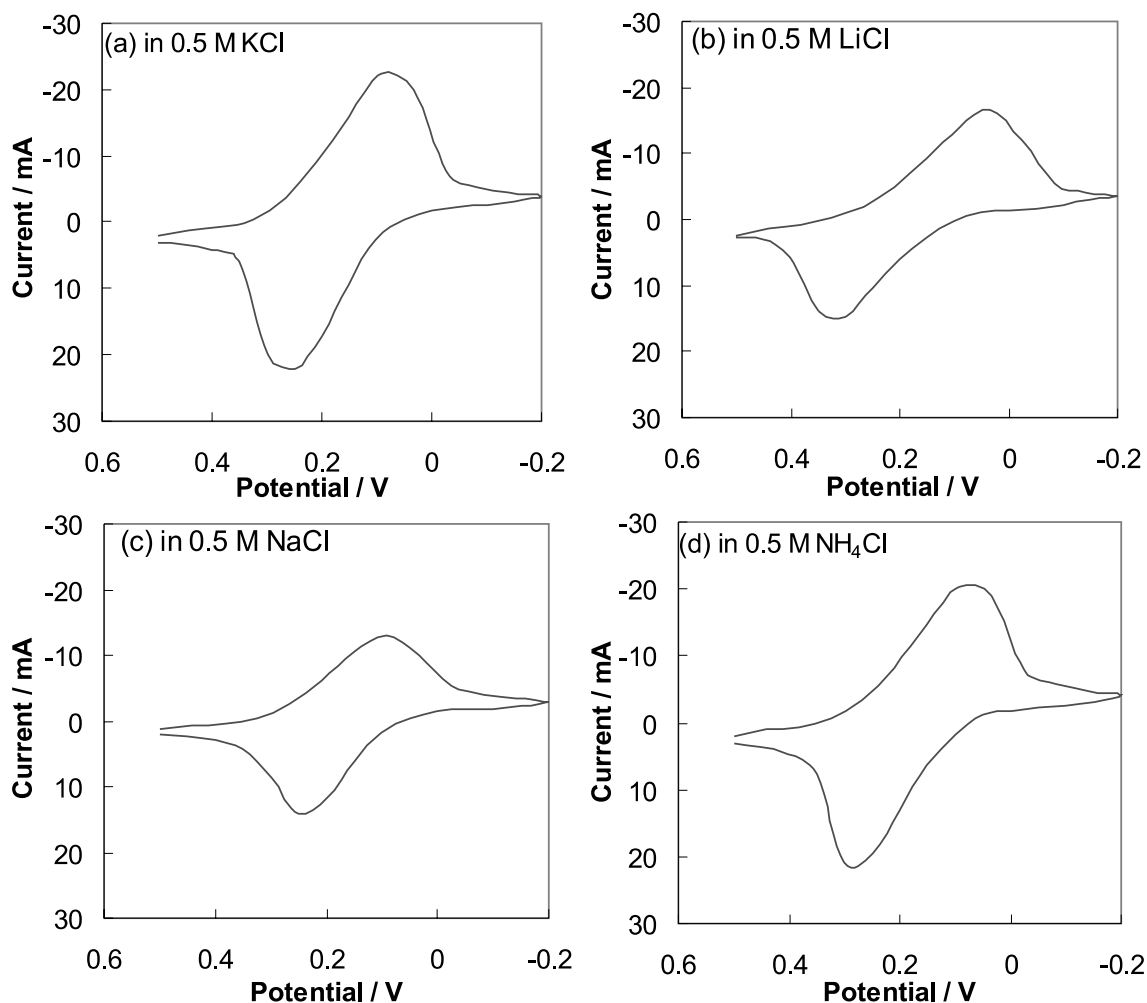 (a) in 0.5 M KCl
-30
-20
-10
0
10
20
30
Current / mA
0.6 0.4 0.2 0 -0.2
Potential / V
(b) in 0.5 M LiCl
-30
-20
-10
0
10
20
30
Current / mA
0.6 0.4 0.2 0 -0.2
Potential / V
(c) in 0.5 M NaCl
-30
-20
-10
0
10
20
30
Current / mA
0.6 0.4 0.2 0 -0.2
Potential / V
(d) in 0.5 M NH₄Cl
-30
-20
-10
0
10
20
30
Current / mA
0.6 0.4 0.2 0 -0.2
Potential / V